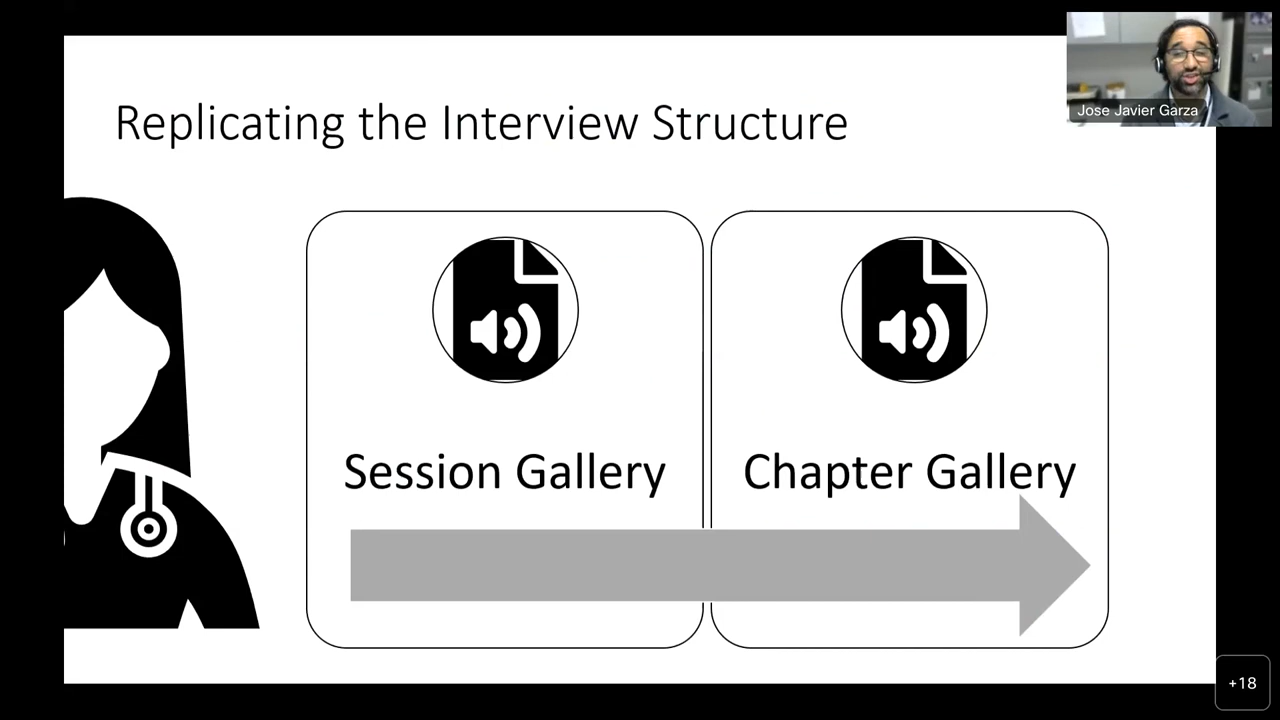 Replicating the Interview Structure
Jose Javier Garza
Session Gallery
Chapter Gallery
+18